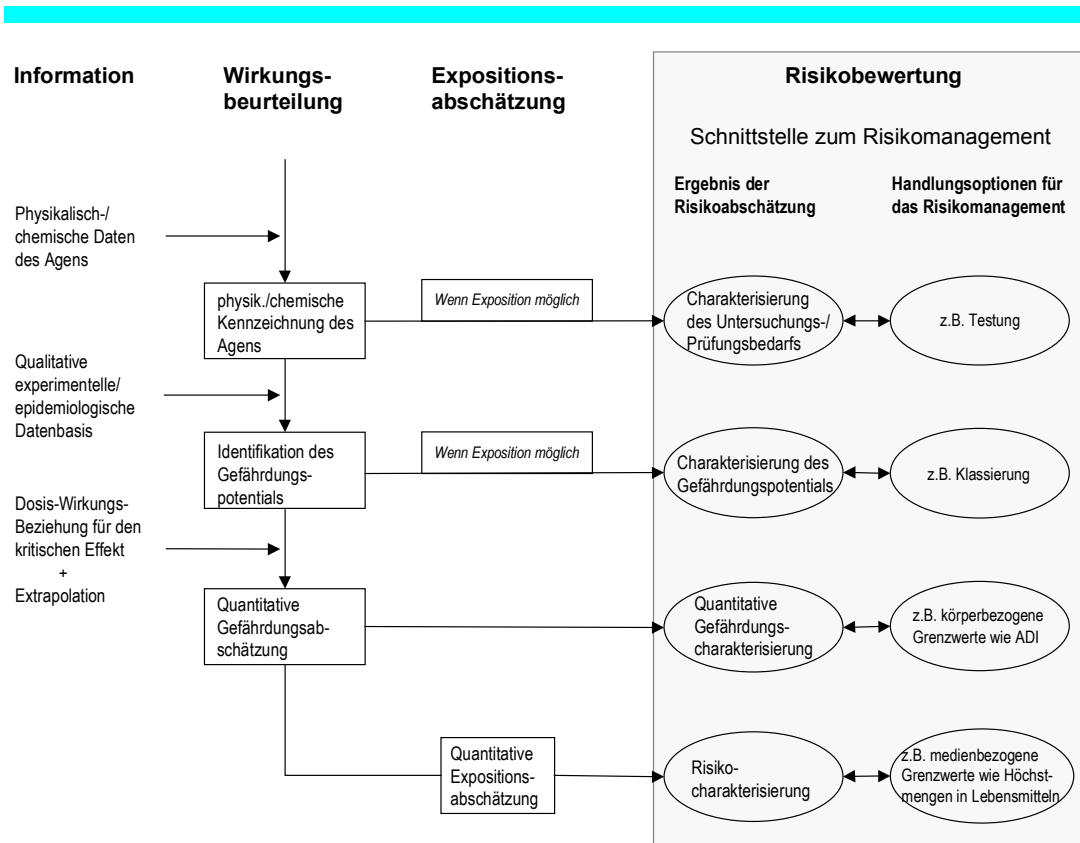 Information
Wirkungs-
beurteilung
Expositions-
abschätzung
Risikobewertung
Schnittstelle zum Risikomanagement
Ergebnis der
Risikoabschätzung
Handlungsoptionen für
das Risikomanagement
Physikalisch-/
chemische Daten
des Agens
physik./chemische
Kennzeichnung des
Agens
Wenn Exposition möglich
Charakterisierung
des Untersuchungs-/
Prüfungsbedarfs
z.B. Testung
Qualitative
experimentelle/
epidemiologische
Datenbasis
Identifikation des
Gefährdungs-
potentials
Wenn Exposition möglich
Charakterisierung des
Gefährdungspotentials
z.B. Klassierung
Dosis-Wirkungs-
Beziehung für den
kritischen Effekt
+
Extrapolation
Quantitative
Gefährdungsab-
schätzung
Quantitative
Gefährdungs-
charakterisierung
z.B. körperbezogene
Grenzwerte wie ADI
Quantitative
Expositions-
abschätzung
Risiko-
charakterisierung
z.B. medienbezogene
Grenzwerte wie Höchst-
mengen in Lebensmitteln